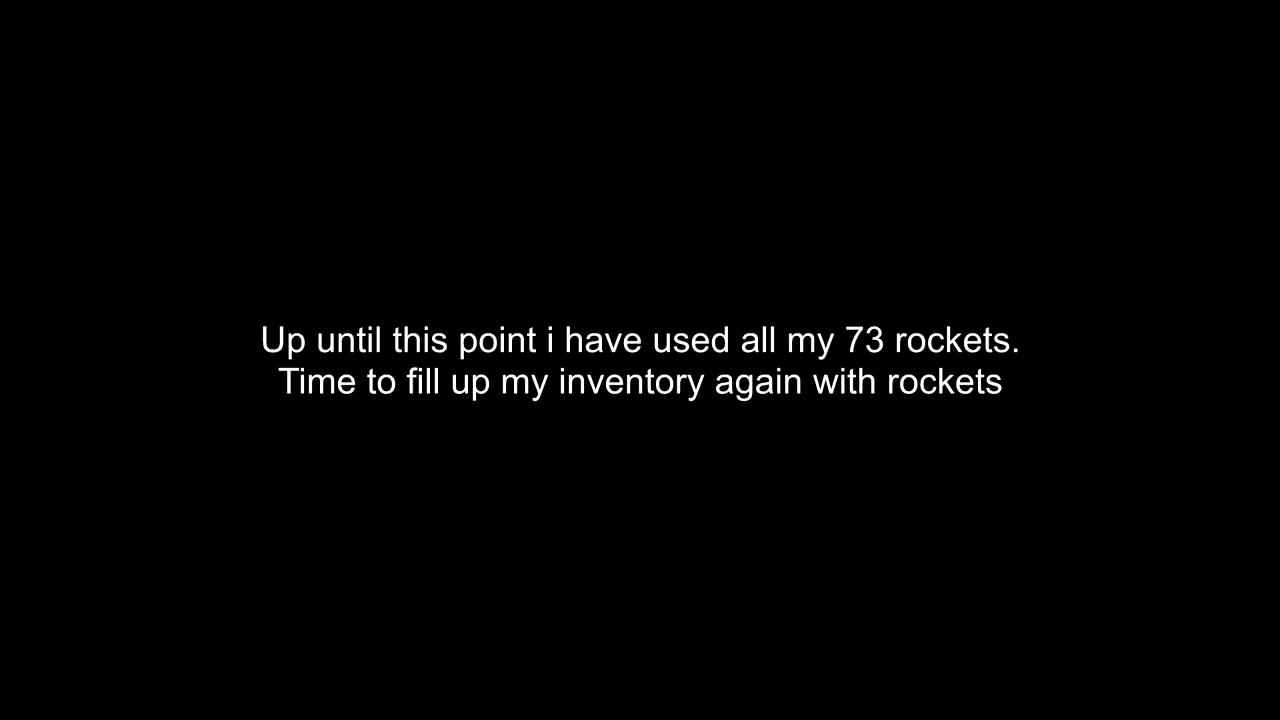 Up until this point i have used all my 73 rockets.
Time to fill up my inventory again with rockets